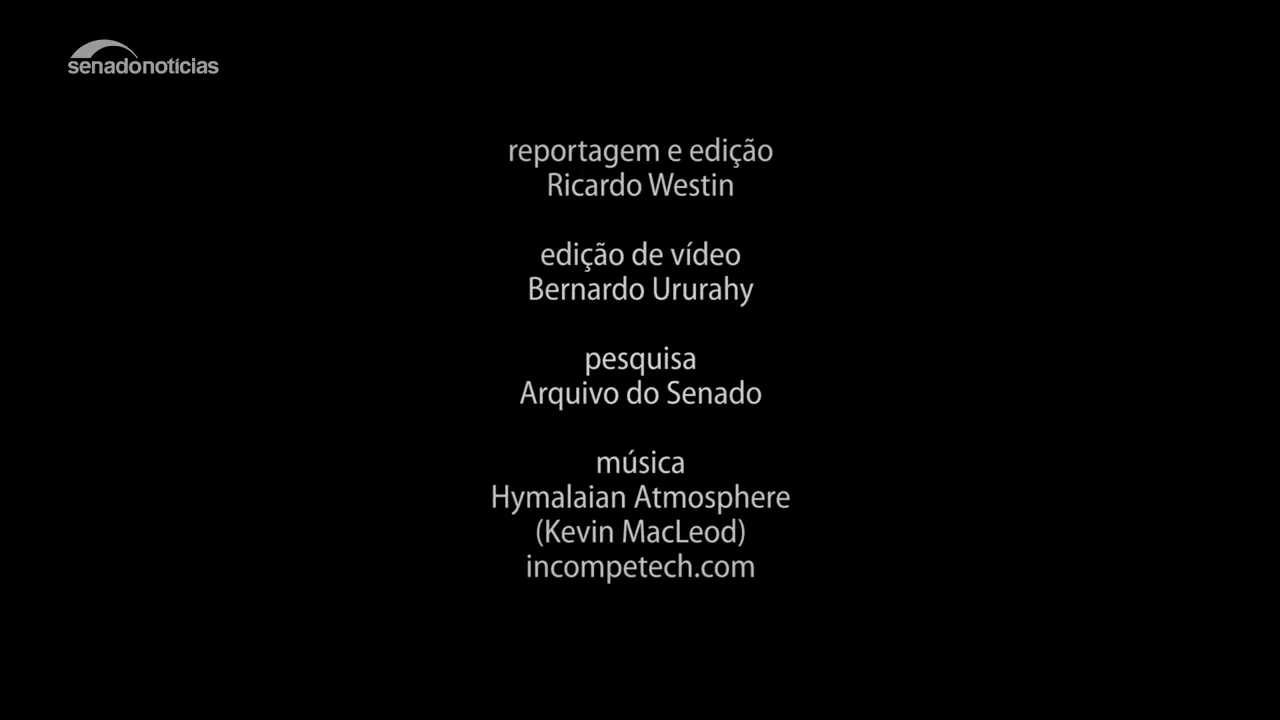 senadonotícias
reportagem e edição
Ricardo Westin
edição de vídeo
Bernardo Ururahy
pesquisa
Arquivo do Senado
música
Hymalaian Atmosphere
(Kevin MacLeod)
incompetech.com